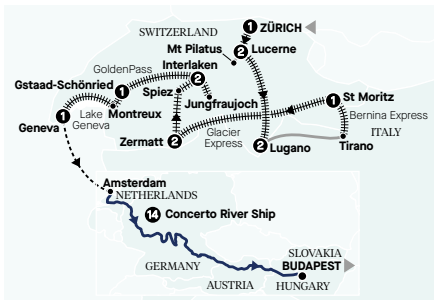 1 ZÜRICH
SWITZERLAND
Mt Pilatus
2 Lucerne
Interlaken
2
GoldenPass
Gstaad-Schönried
1
Spiez
Jungfraujoch
1 St Moritz
Lake
Geneva
Montreux
Bernina Express
1
Geneva
Glacier
Express
ITALY
Zermatt 2
2
Lugano
Tirano
Amsterdam
NETHERLANDS
14 Concerto River Ship
SLOVAKIA
GERMANY
BUDAPEST
AUSTRIA
HUNGARY